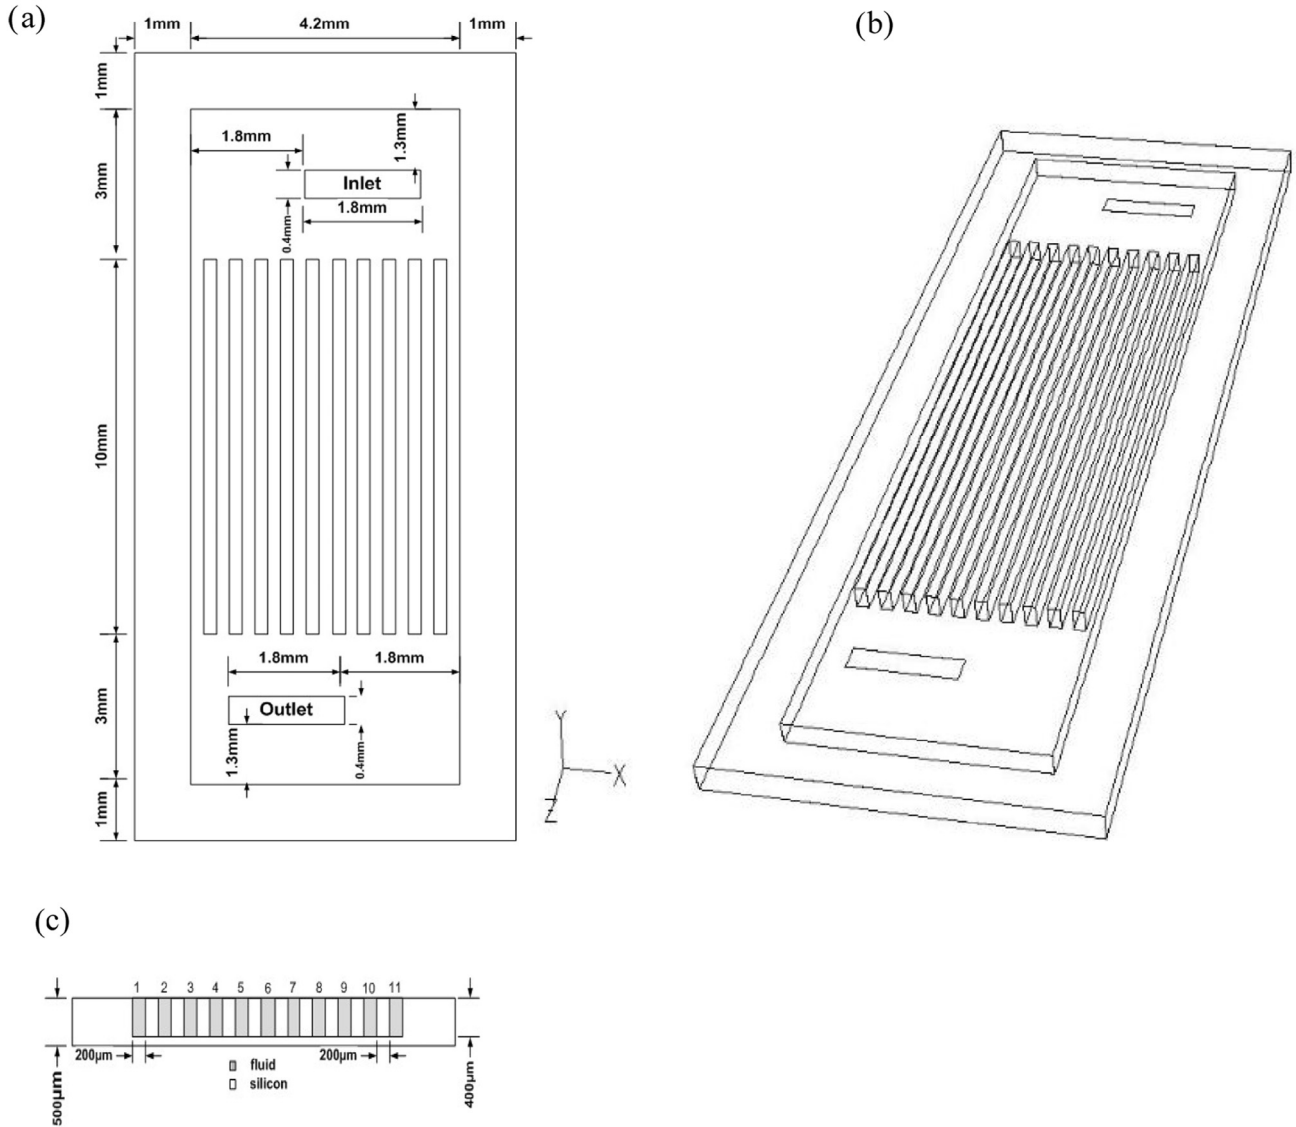 (a)
1mm 4.2mm 1mm
1mm
3mm
10mm
3mm
1mm
1.8mm
1.3mm
Inlet
1.8mm
0.4mm
1.8mm 1.8mm
Outlet
1.3mm
0.4mm
Y
X
Z
(b)
(c)
1 2 3 4 5 6 7 8 9 10 11
200μm 200μm
fluid
silicon
500μm
400μm